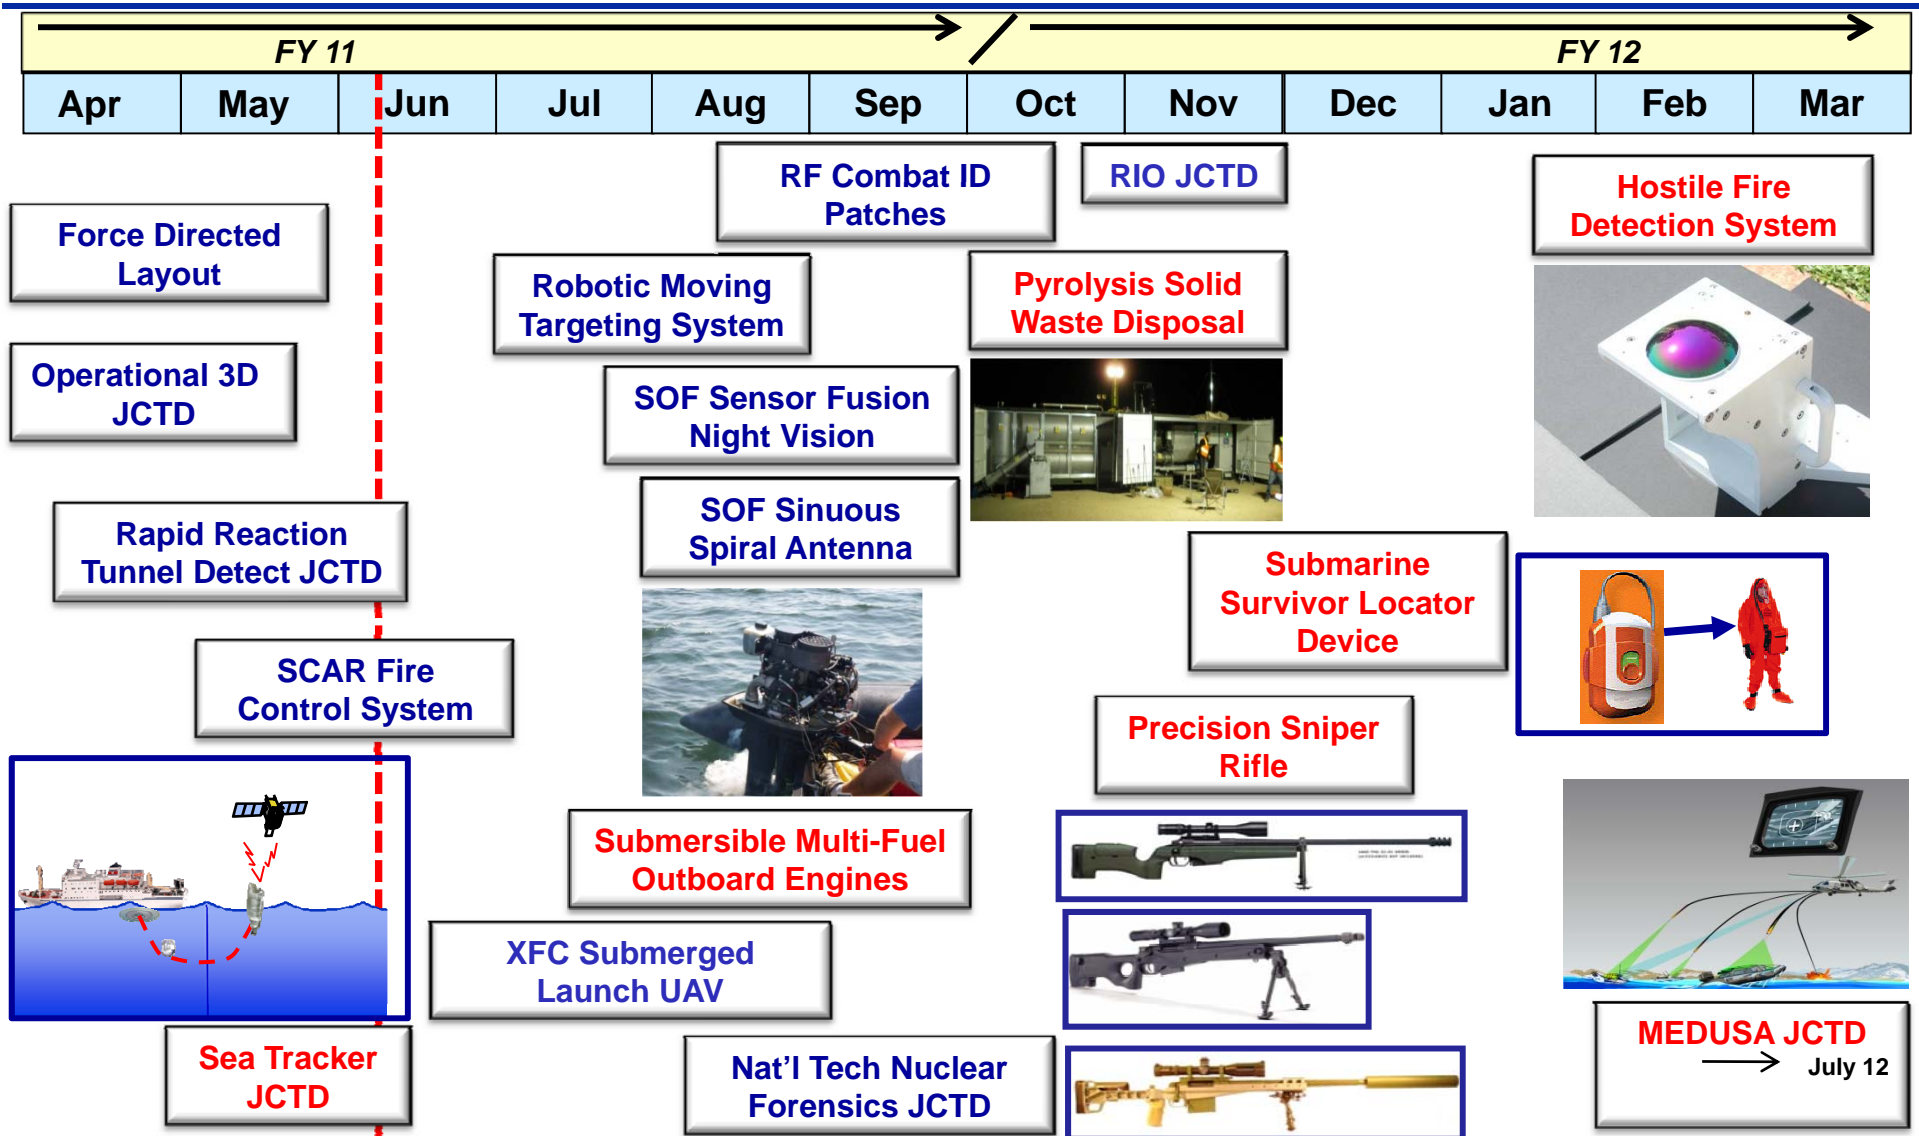 FY 11
FY 12
Apr
May
Jun
Jul
Aug
Sep
Oct
Nov
Dec
Jan
Feb
Mar
RF Combat ID
Patches
RIO JCTD
Hostile Fire
Detection System
Force Directed
Layout
Robotic Moving
Targeting System
Pyrolysis Solid
Waste Disposal
Operational 3D
JCTD
SOF Sensor Fusion
Night Vision
Rapid Reaction
Tunnel Detect JCTD
SOF Sinuous
Spiral Antenna
Submarine
Survivor Locator
Device
SCAR Fire
Control System
Precision Sniper
Rifle
Submersible Multi-Fuel
Outboard Engines
XFC Submerged
Launch UAV
Sea Tracker
JCTD
Nat'l Tech Nuclear
Forensics JCTD
MEDUSA JCTD
July 12